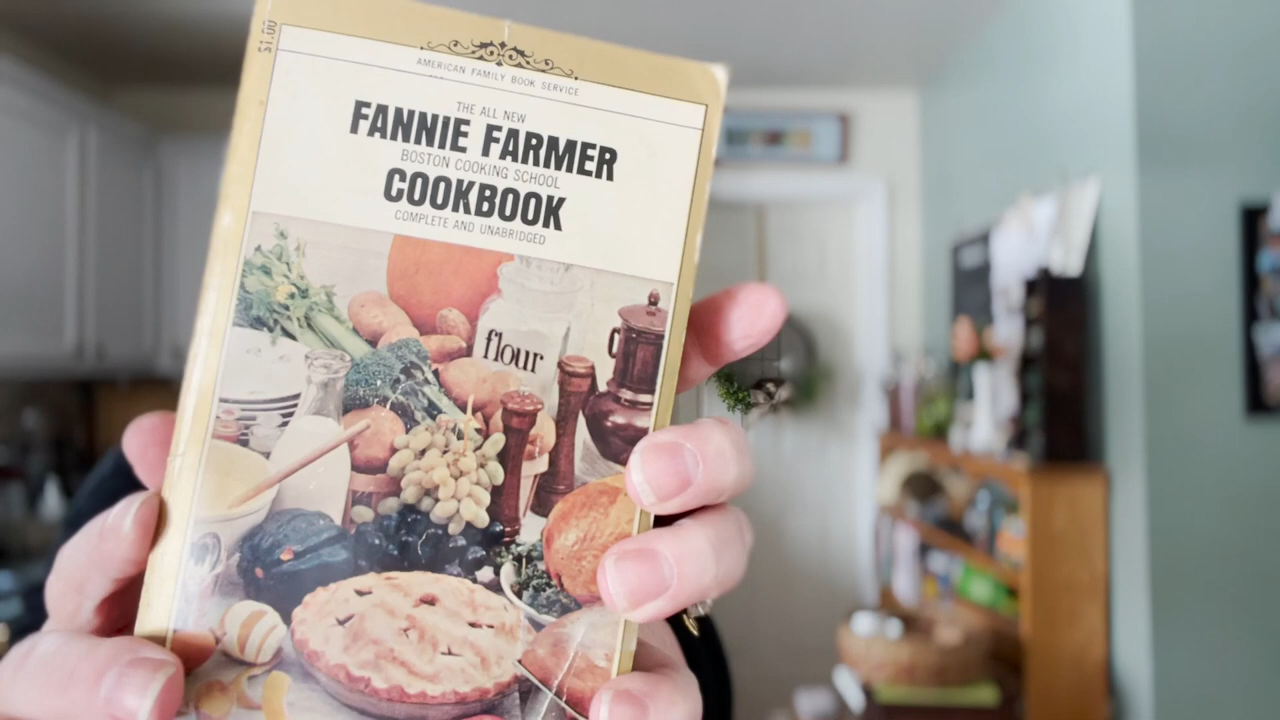 $1.00
AMERICAN FAMILY BOOK SERVICE
THE ALL NEW
FANNIE FARMER
BOSTON COOKING SCHOOL
COOKBOOK
COMPLETE AND UNABRIDGED
flour